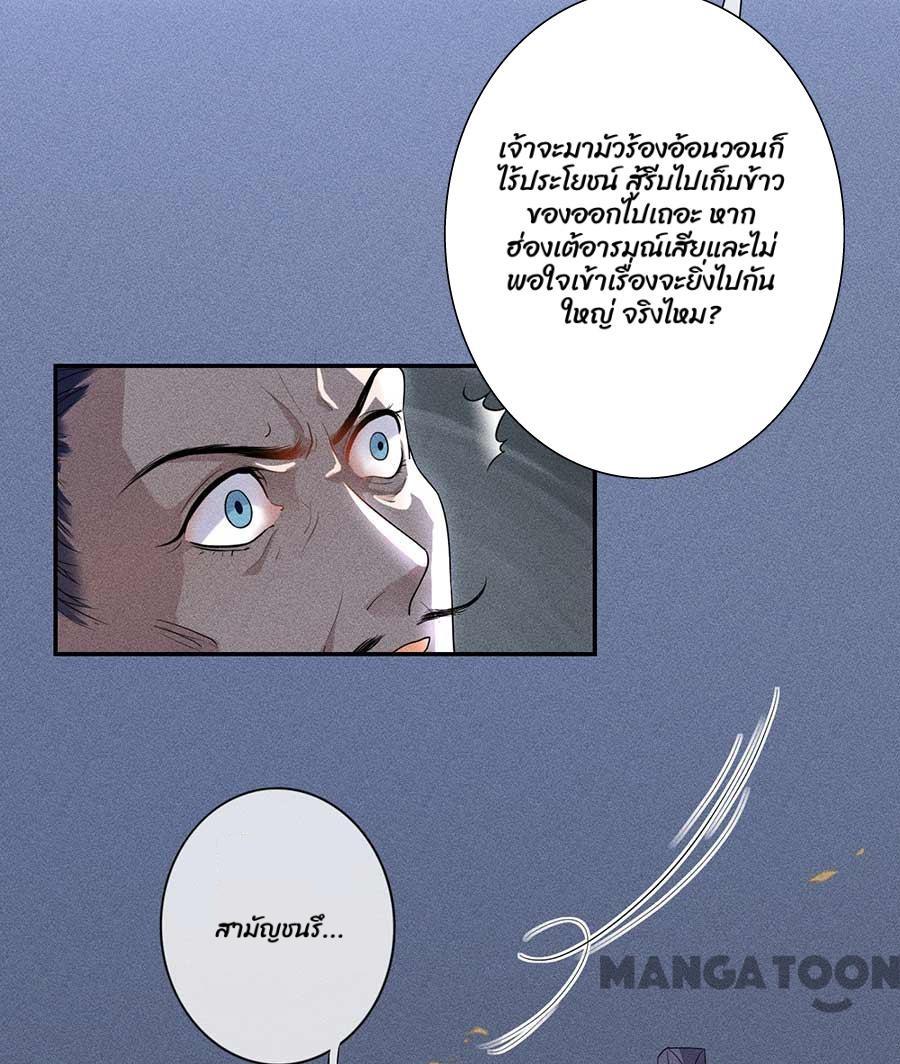 เจ้าจะมามัวร้องอ้อนวอนก็
ไร้ประโยชน์ สู้รีบไปเก็บข้าว
ของออกไปเถอะ หาก
ฮ่องเต้อารมณ์เสียและไม่
พอใจเข้าเรื่องจะยิ่งไปกัน
ใหญ่ จริงไหม?
สามัญชนรึ...
MANGATOON